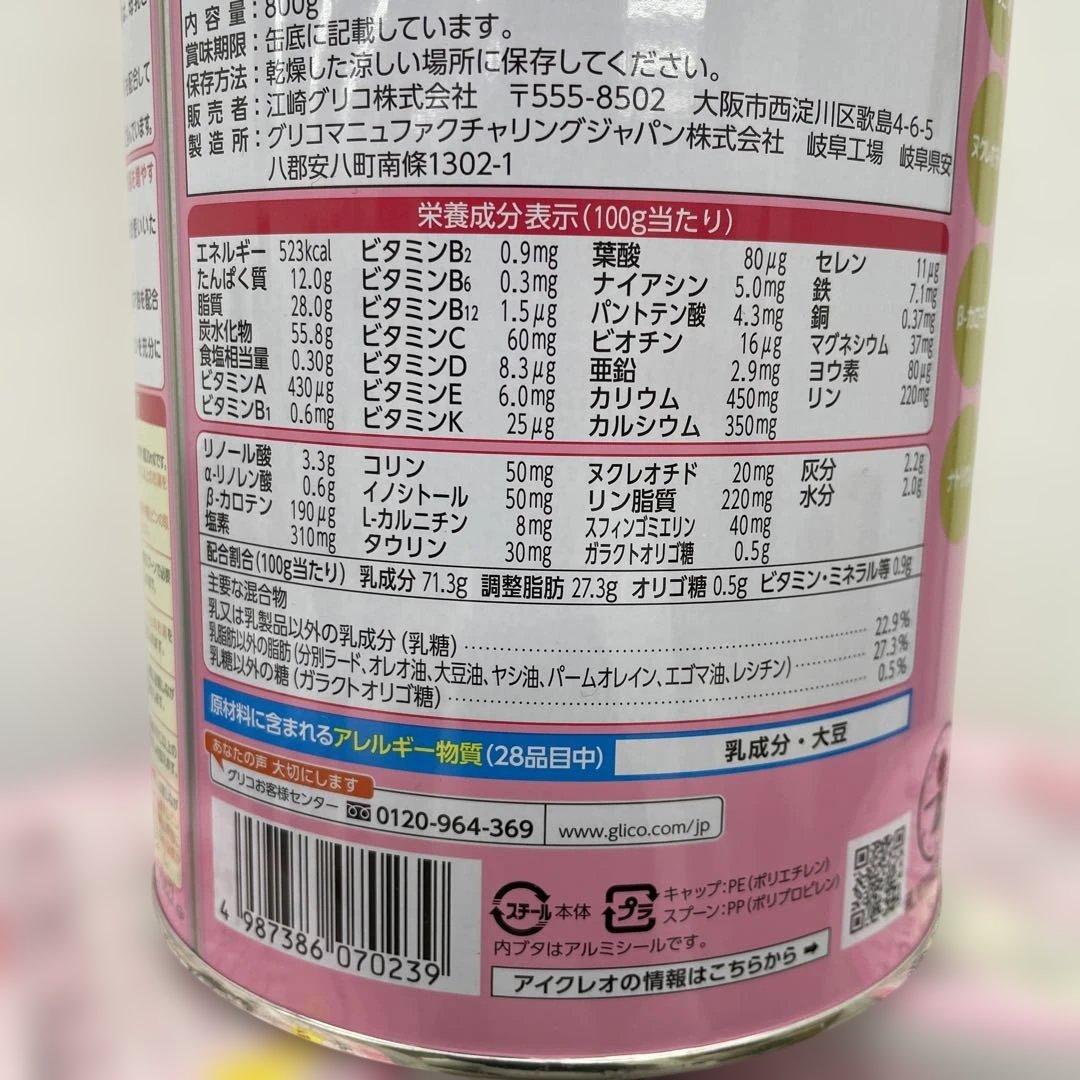 内容量:800g
賞味期限:缶底に記載しています。
保存方法:乾燥した涼しい場所に保存してください。
販売者:江崎グリコ株式会社 〒555-8502 大阪市西淀川区歌島4-6-5
製造所:グリコマニュファクチャリングジャパン株式会社 岐阜工場 岐阜県安
八郡安八町南條1302-1
栄養成分表示(100g当たり)
エネルギー 523kcal ビタミンB2 0.9mg 葉酸 80μg セレン 11μg
たんぱく質 12.0g ビタミンB6 0.3mg ナイアシン 5.0mg 鉄 7.1mg
脂質 28.0g ビタミンB12 1.5μg パントテン酸 4.3mg 銅 0.37mg
炭水化物 55.8g ビタミンC 60mg ビオチン 16μg マグネシウム 37mg
食塩相当量 0.30g ビタミンD 8.3μg 亜鉛 2.9mg ヨウ素 80μg
ビタミンA 430μg ビタミンE 6.0mg カリウム 450mg リン 220mg
ビタミンB1 0.6mg ビタミンK 25μg カルシウム 350mg
リノール酸 3.3g コリン 50mg ヌクレオチド 20mg 灰分 2.2g
α-リノレン酸 0.6g イノシトール 50mg リン脂質 220mg 水分 2.0g
β-カロテン 190μg L-カルニチン 8mg スフィンゴミエリン 40mg
塩素 310mg タウリン 30mg ガラクトオリゴ糖 0.5g
配合割合(100g当たり) 乳成分 71.3g 調整脂肪 27.3g オリゴ糖 0.5g ビタミン・ミネラル等 0.9g
主要な混合物
乳又は乳製品以外の乳成分(乳糖)‥‥‥‥ 22.9%
乳脂肪以外の脂肪(分別ラード、オレオ油、大豆油、ヤシ油、パームオレイン、エゴマ油、レシチン)‥‥‥‥ 27.3%
乳糖以外の糖(ガラクトオリゴ糖)‥‥‥‥ 0.5%
原材料に含まれるアレルギー物質(28品目中) 乳成分・大豆
あなたの声 大切にします
グリコお客様センター 0120-964-369 www.glico.com/jp
スチール 本体 プラ キャップ:PE(ポリエチレン)
スプーン:PP(ポリプロピレン)
内ブタはアルミシールです。
アイクレオの情報はこちらから
4 987386 070239